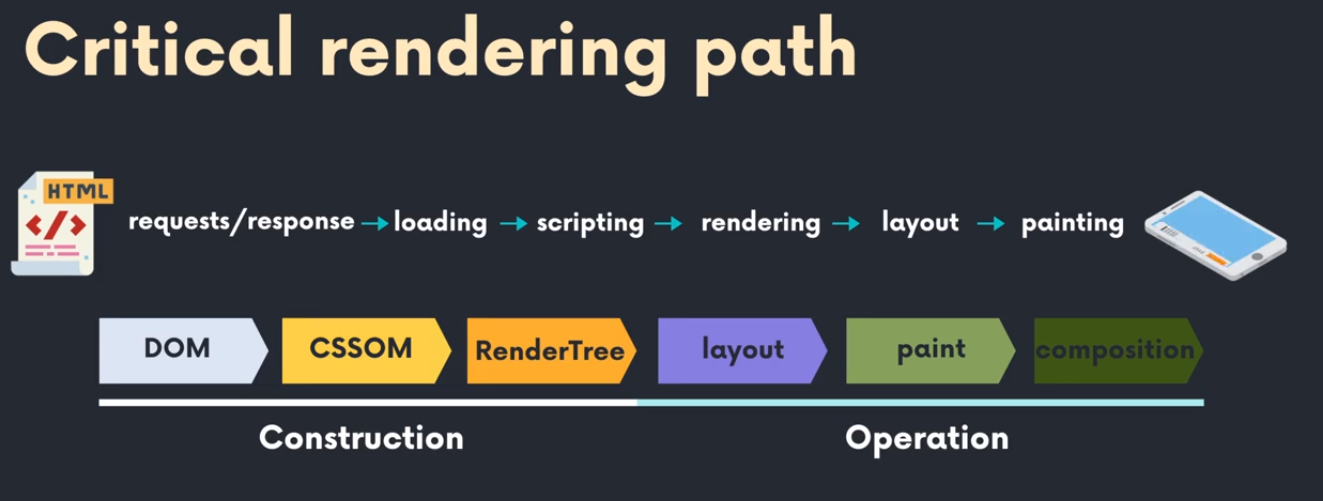 Critical rendering path
HTML
</>
requests/response → loading → scripting → rendering → layout → painting
DOM CSSOM RenderTree layout paint composition
Construction Operation